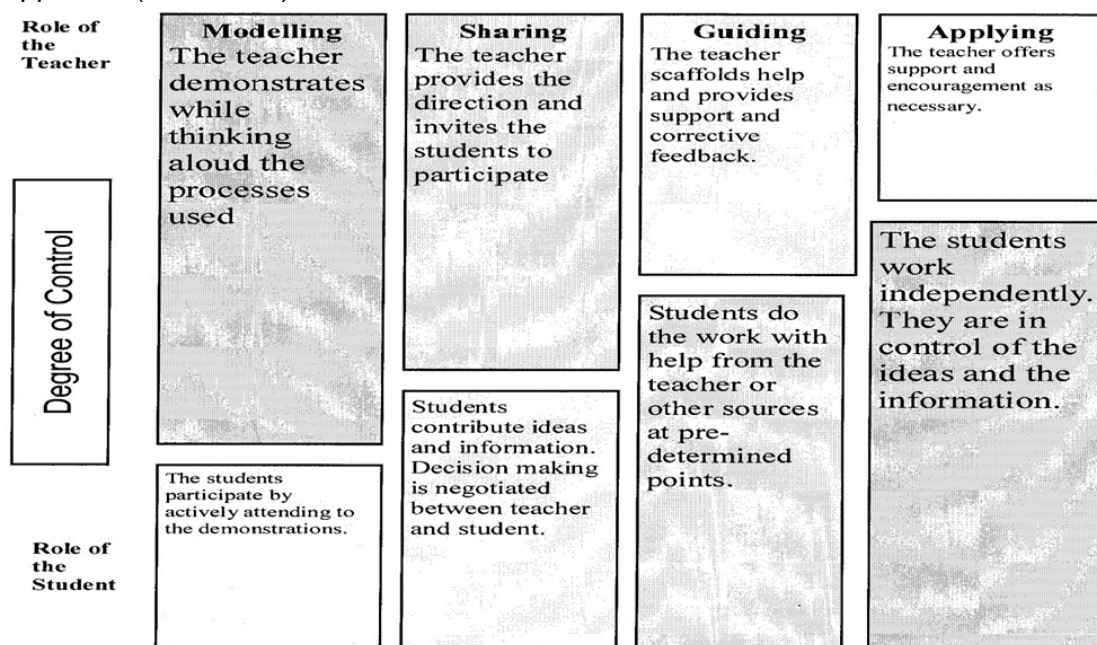 Role of
the
Teacher
Modelling
The teacher
demonstrates
while
thinking
aloud the
processes
used
Sharing
The teacher
provides the
direction and
invites the
students to
participate
Guiding
The teacher
scaffolds help
and provides
support and
corrective
feedback.
Applying
The teacher offers
support and
encouragement as
necessary.
Degree of Control
Role of
the
Student
The students
participate by
actively attending to
the demonstrations.
Students
contribute ideas
and information.
Decision making
is negotiated
between teacher
and student.
Students do
the work with
help from the
teacher or
other sources
at pre-
determined
points.
The students
work
independently.
They are in
control of the
ideas and the
information.